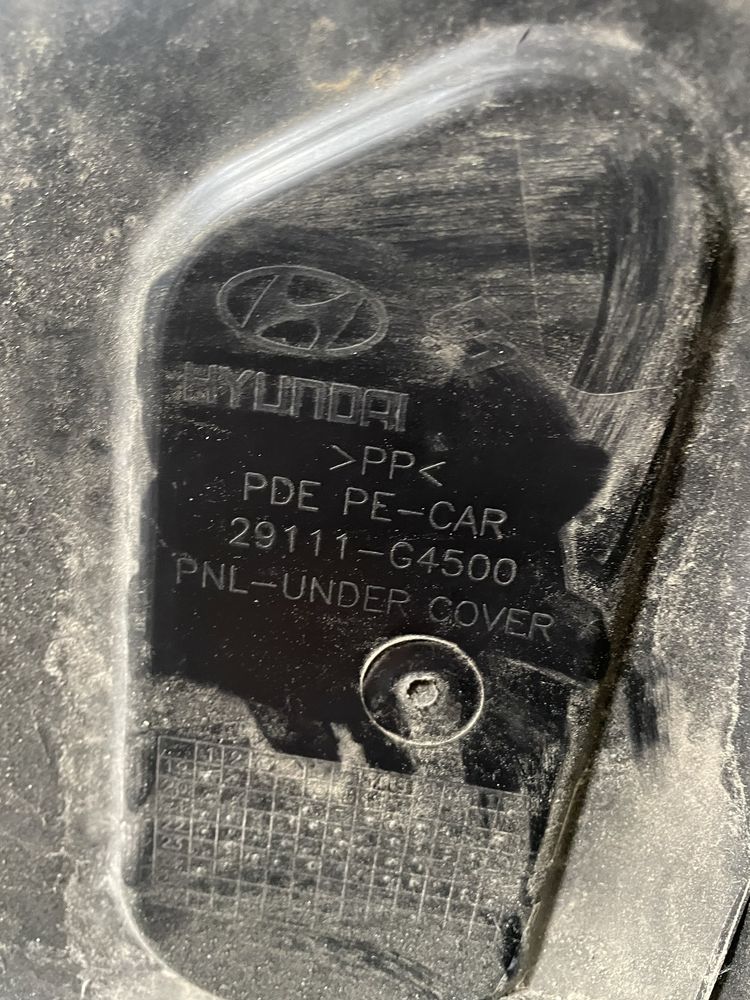 HYUNDAI
>PP<
PDE PE-CAR
29111-G4500
PNL-UNDER COVER